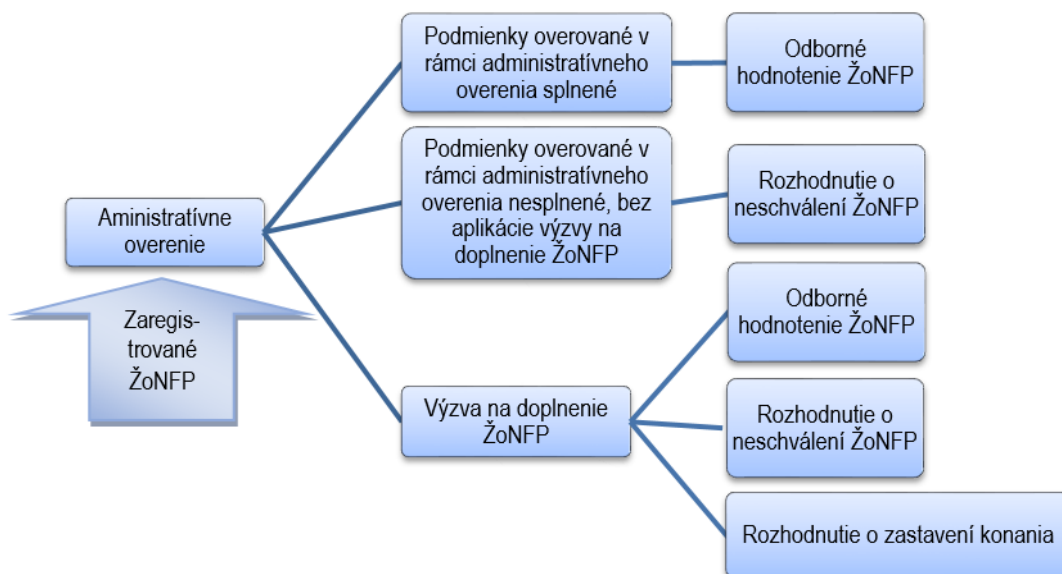 Podmienky overované v
rámci administratívneho
overenia splnené
Odborné
hodnotenie ŽoNFP
Podmienky overované v
rámci administratívneho
overenia nesplnené, bez
aplikácie výzvy na
doplnenie ŽoNFP
Rozhodnutie o
neschválení ŽoNFP
Aministratívne
overenie
Zaregis-
trované
ŽoNFP
Výzva na doplnenie
ŽoNFP
Odborné
hodnotenie ŽoNFP
Rozhodnutie o
neschválení ŽoNFP
Rozhodnutie o zastavení konania